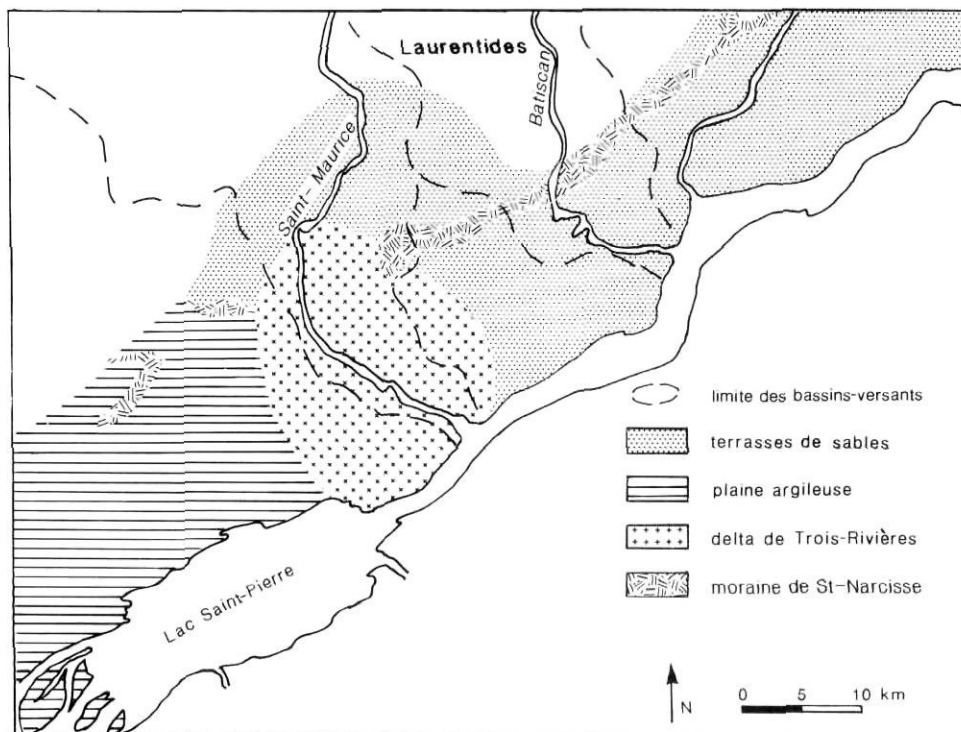 Laurentides
Batiscan
Saint-Maurice
Lac Saint-Pierre
limite des bassins-versants
terrasses de sables
plaine argileuse
delta de Trois-Rivières
moraine de St-Narcisse
N
0 5 10 km